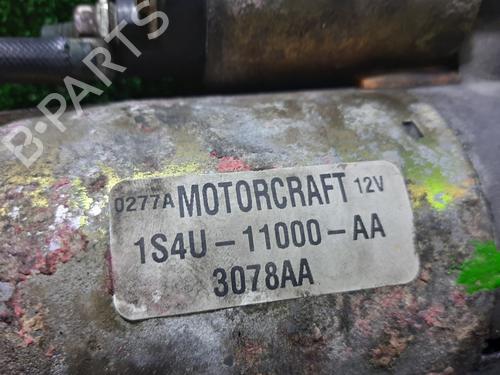 B-PARTS
0277A MOTORCRAFT 12V
1S4U-11000-AA
3078AA